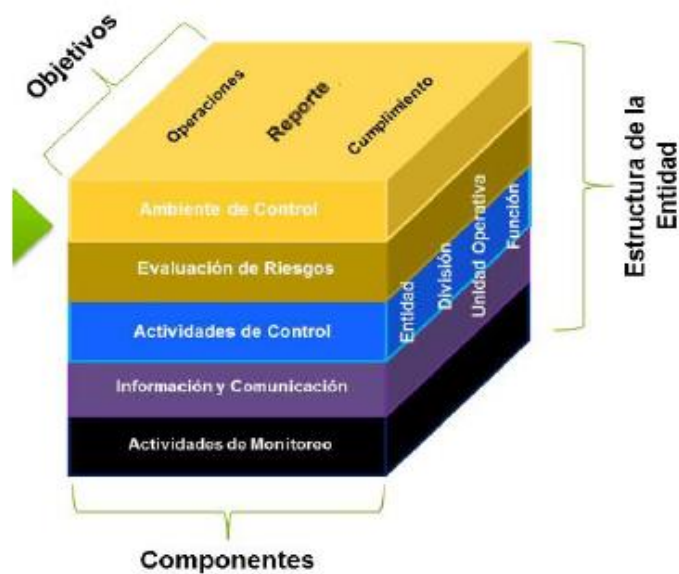 Objetivos
Operaciones
Reporte
Cumplimiento
Ambiente de Control
Evaluación de Riesgos
Actividades de Control
Información y Comunicación
Actividades de Monitoreo
Entidad
División
Unidad Operativa
Función
Estructura de la
Entidad
Componentes